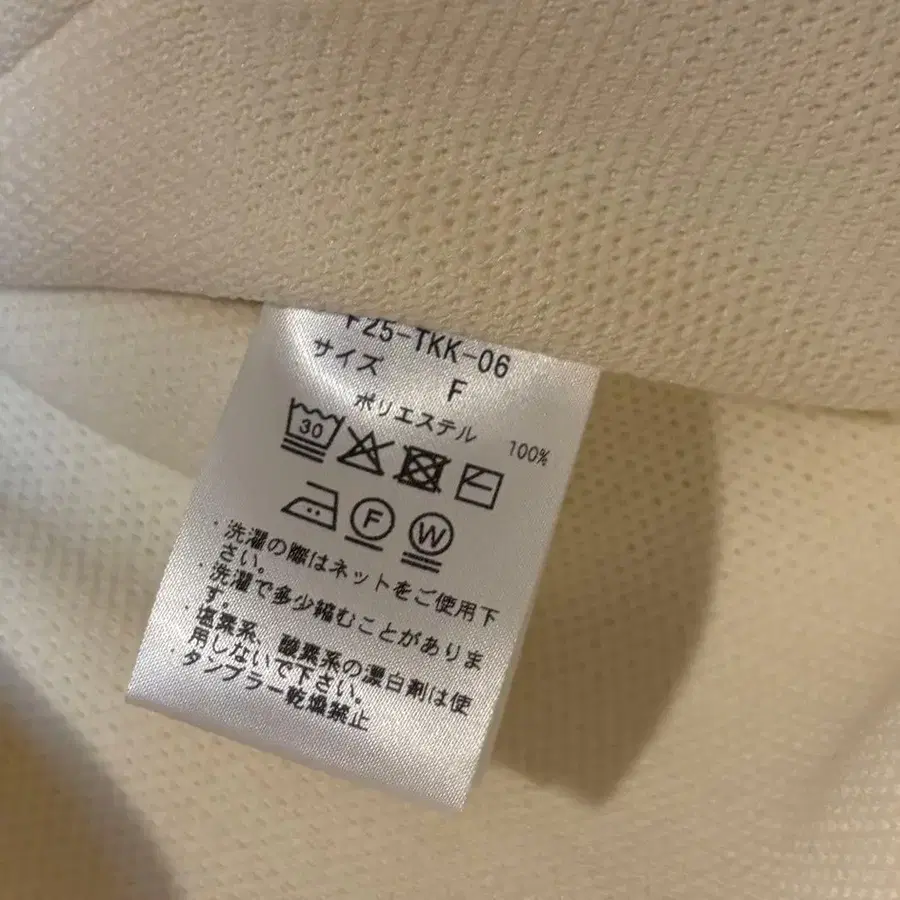 F25-TKK-06
サイズ F
ポリエステル 100%
30
F W
・洗濯の際はネットをご使用下
さい。
・洗濯で多少縮むことがありま
す。
・塩素系、酸素系の漂白剤は使
用しないで下さい。
・タンブラー乾燥禁止